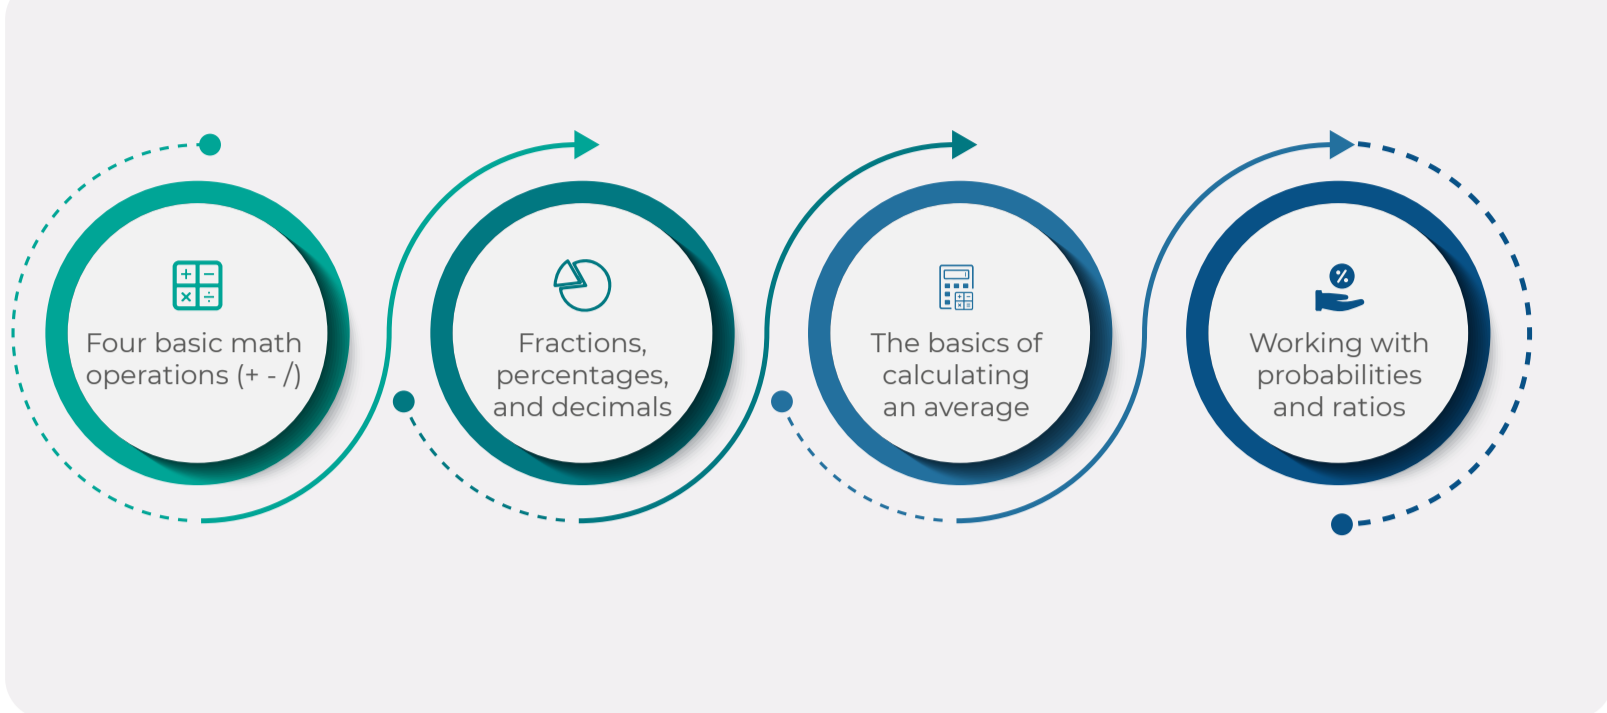 Four basic math
operations (+ - /)
Fractions,
percentages,
and decimals
The basics of
calculating
an average
Working with
probabilities
and ratios